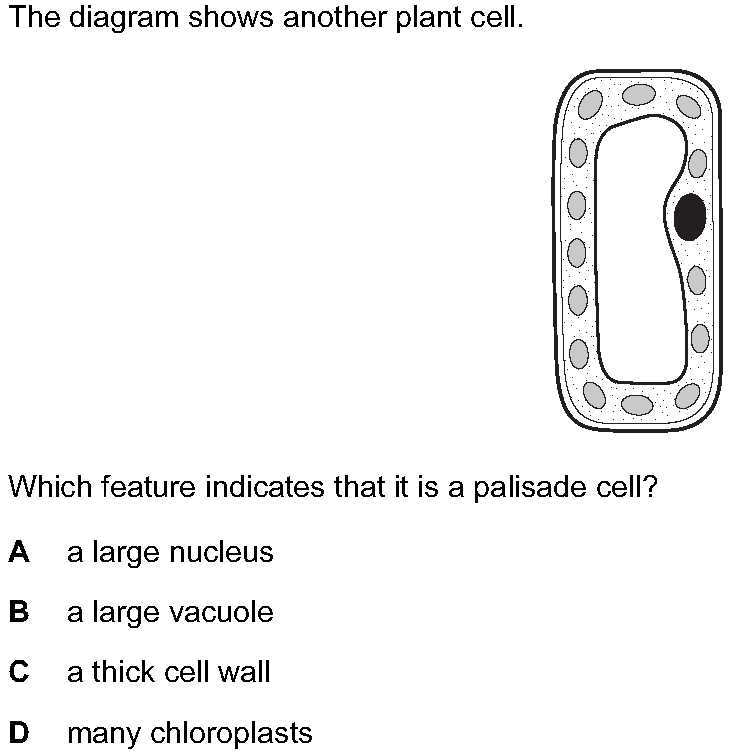 The diagram shows another plant cell.
Which feature indicates that it is a palisade cell?
A a large nucleus
B a large vacuole
C a thick cell wall
D many chloroplasts